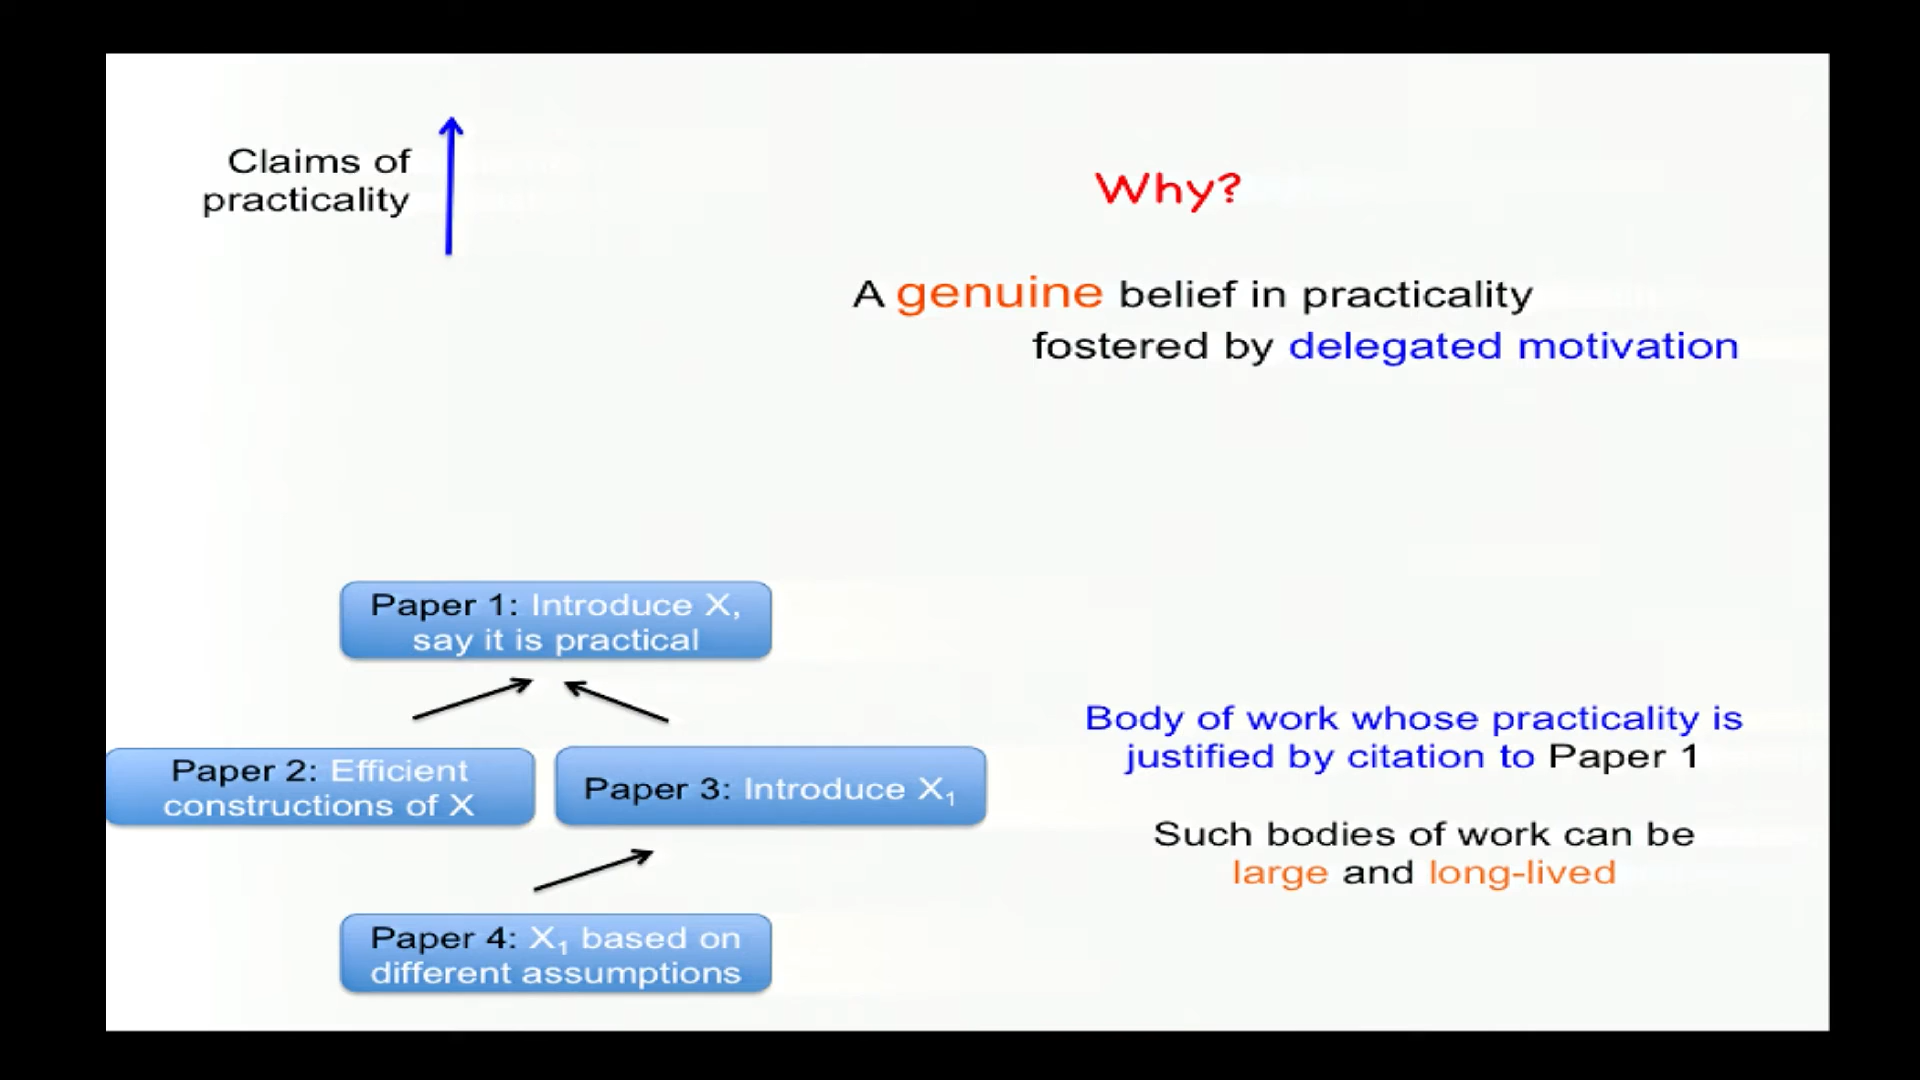 Claims of
practicality
Why?
A genuine belief in practicality
fostered by delegated motivation
Paper 1: Introduce X,
say it is practical
Paper 2: Efficient
constructions of X
Paper 3: Introduce X₁
Paper 4: X₁ based on
different assumptions
Body of work whose practicality is
justified by citation to Paper 1
Such bodies of work can be
large and long-lived